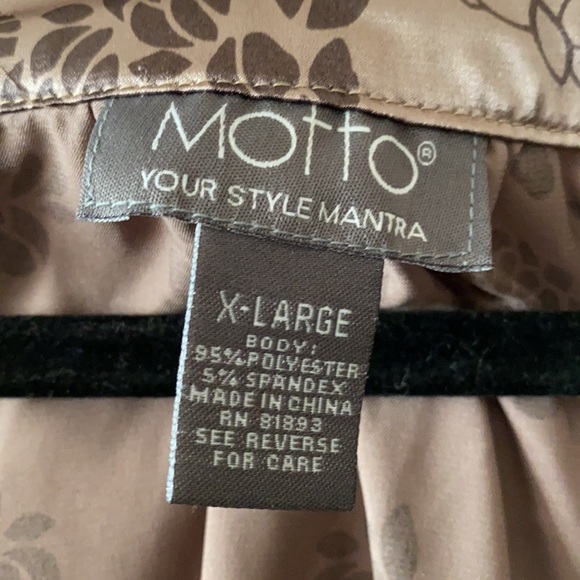 MOTTO®
YOUR STYLE MANTRA
X-LARGE
BODY:
95% POLYESTER
5% SPANDEX
MADE IN CHINA
RN 81893
SEE REVERSE
FOR CARE